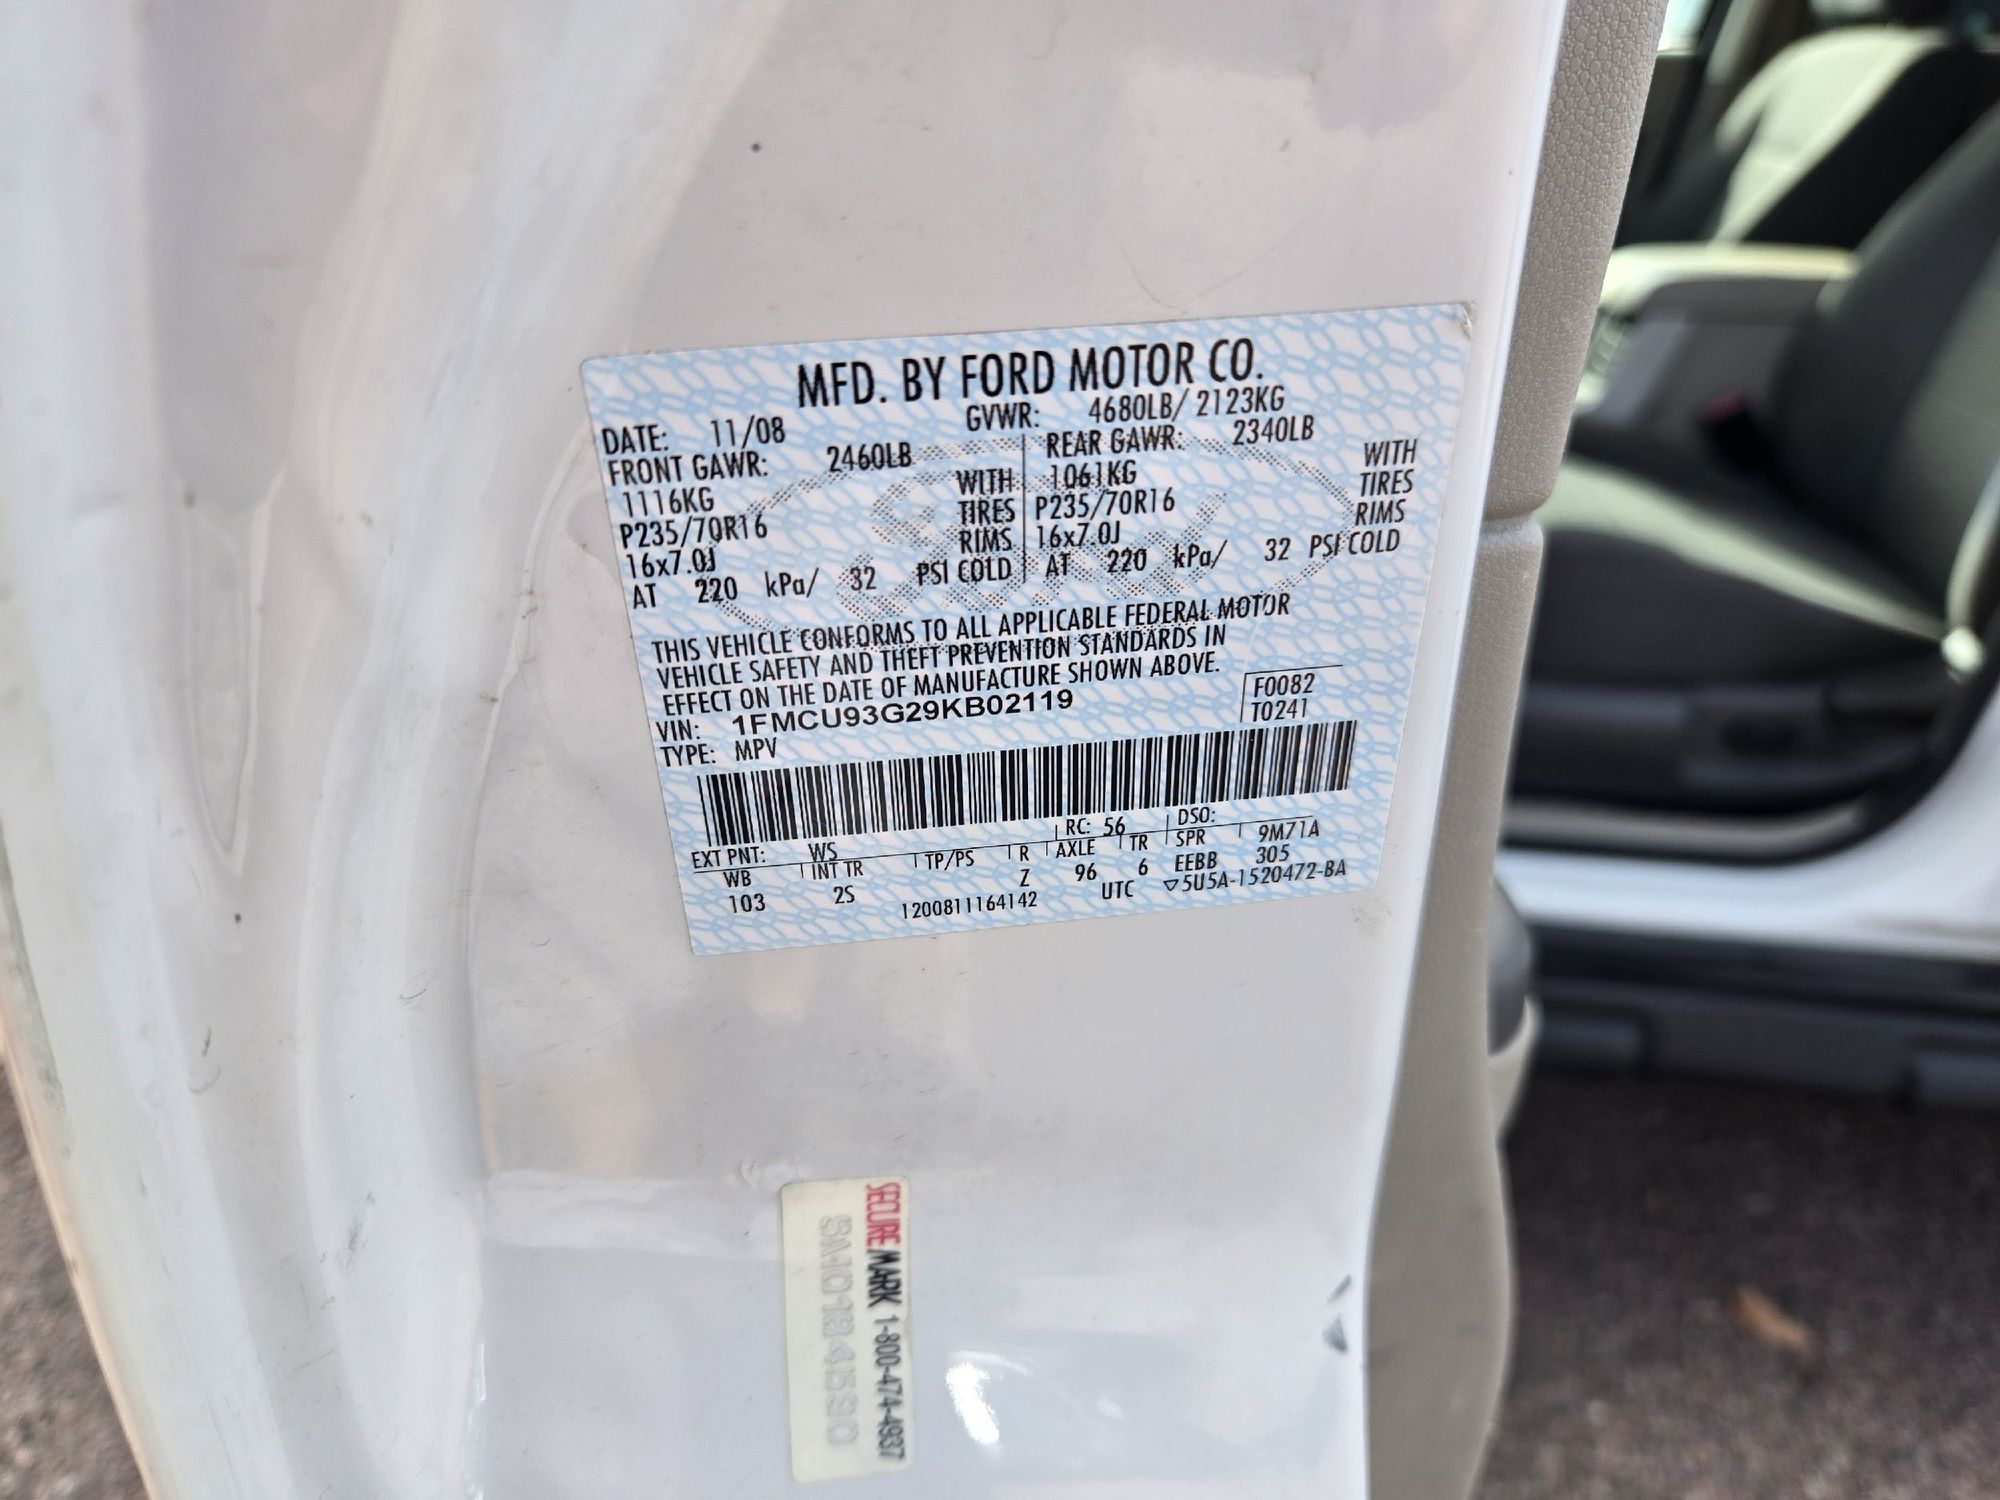 MFD. BY FORD MOTOR CO.
DATE: 11/08 GVWR: 4680LB/ 2123KG
FRONT GAWR: 2460LB REAR GAWR: 2340LB
1116KG WITH 1061KG WITH
P235/70R16 TIRES P235/70R16 TIRES
16x7.0J RIMS 16x7.0J RIMS
AT 220 kPa/ 32 PSI COLD AT 220 kPa/ 32 PSI COLD
THIS VEHICLE CONFORMS TO ALL APPLICABLE FEDERAL MOTOR
VEHICLE SAFETY AND THEFT PREVENTION STANDARDS IN
EFFECT ON THE DATE OF MANUFACTURE SHOWN ABOVE.
VIN: 1FMCU93G29KB02119 F0082
TYPE: MPV T0241
EXT PNT: WS RC: 56 DSO:
WB INT TR TP/PS R AXLE TR SPR 9M71A
103 2S Z 96 6 EEBB 305
1200811164142 UTC ▽5U5A-1520472-BA
SECUREMARK 1-800-474-4937